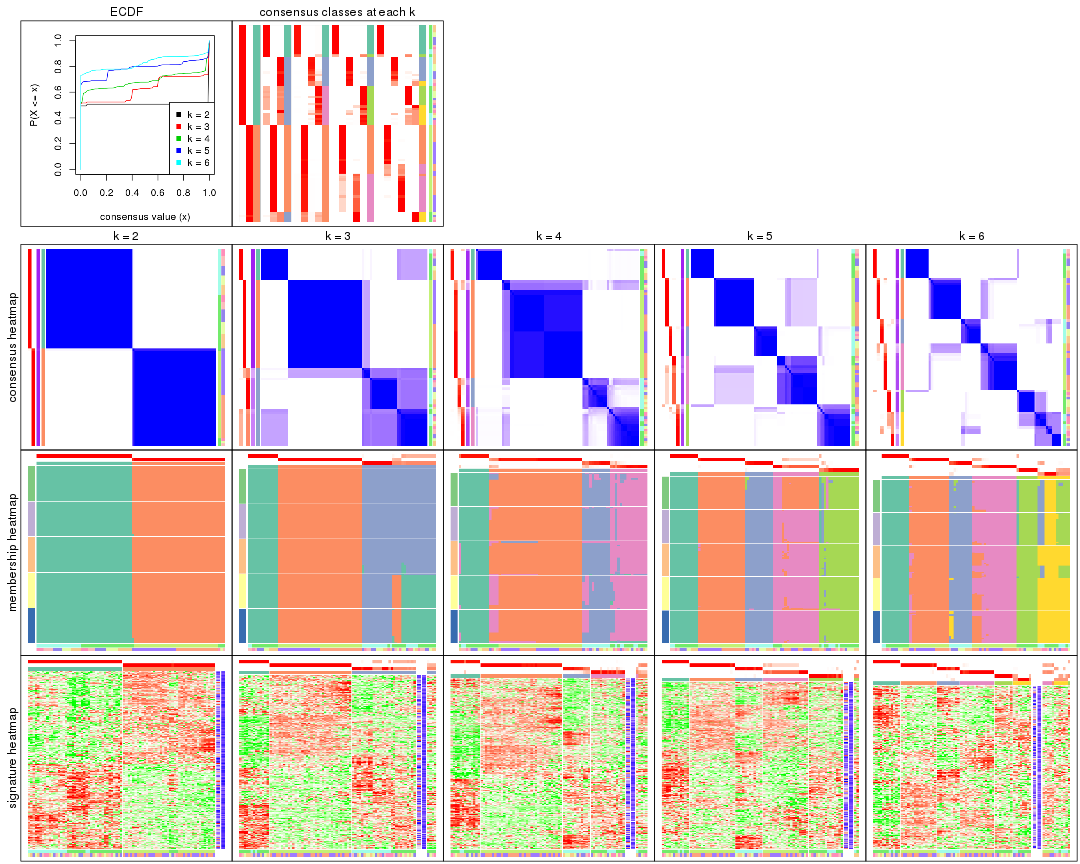 ECDF
consensus classes at each k
P(X <= x)
1.0
0.8
0.6
0.4
0.2
0.0
k = 2
k = 3
k = 4
k = 5
k = 6
0.0 0.2 0.4 0.6 0.8 1.0
consensus value (x)
k = 2 k = 3 k = 4 k = 5 k = 6
consensus heatmap
membership heatmap
signature heatmap